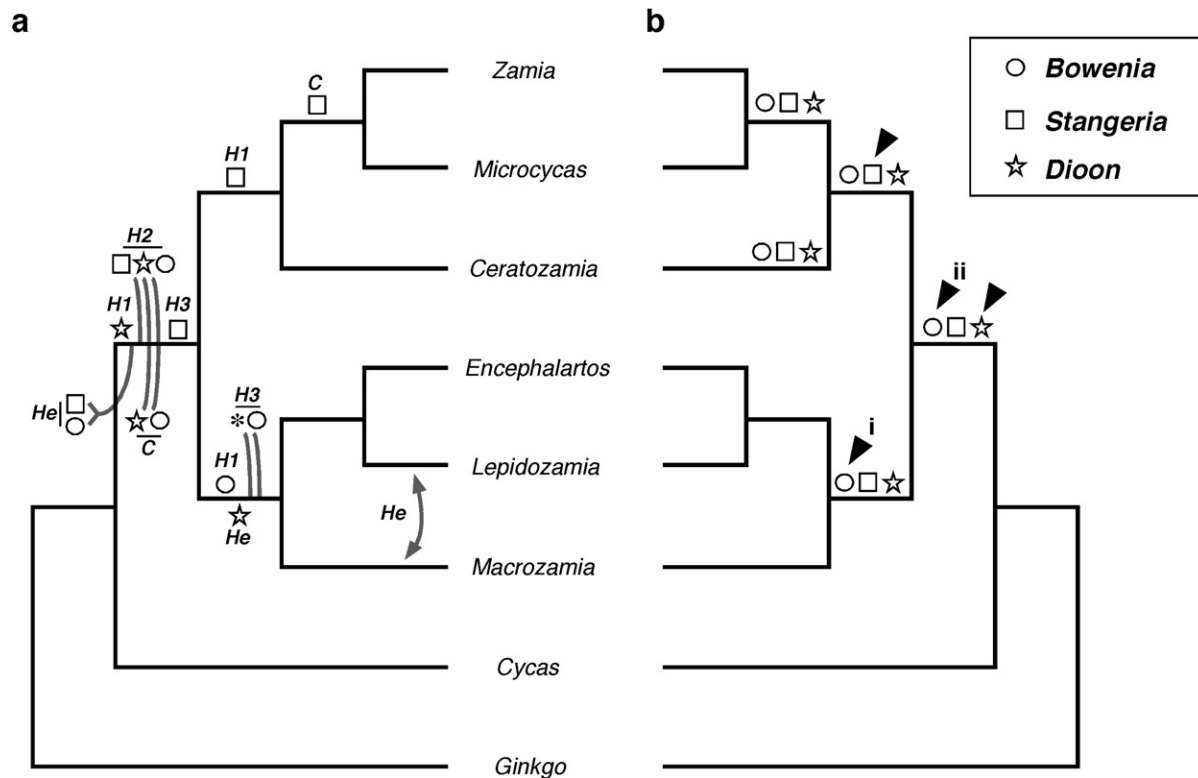 a
b
Bowenia
Stangeria
Dioon
Zamia
Microcycas
Ceratozamia
Encephalartos
Lepidozamia
Macrozamia
Cycas
Ginkgo
C
H1
H2
H1 H3
He
C
H3
*
H1
He
He
ii
i